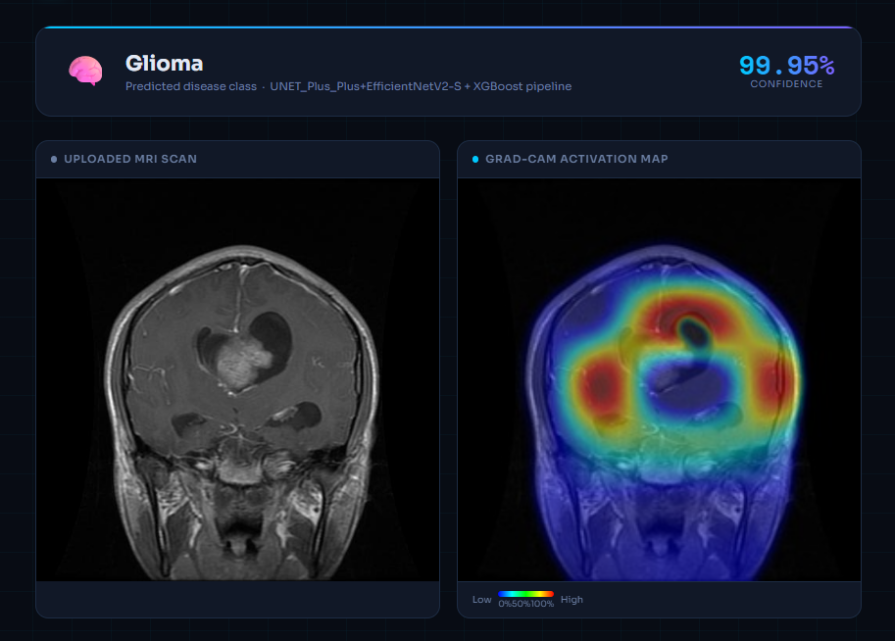 Glioma
Predicted disease class · UNET_Plus_Plus+EfficientNetV2-S + XGBoost pipeline
99.95%
CONFIDENCE
UPLOADED MRI SCAN
GRAD-CAM ACTIVATION MAP
Low 0%50%100% High